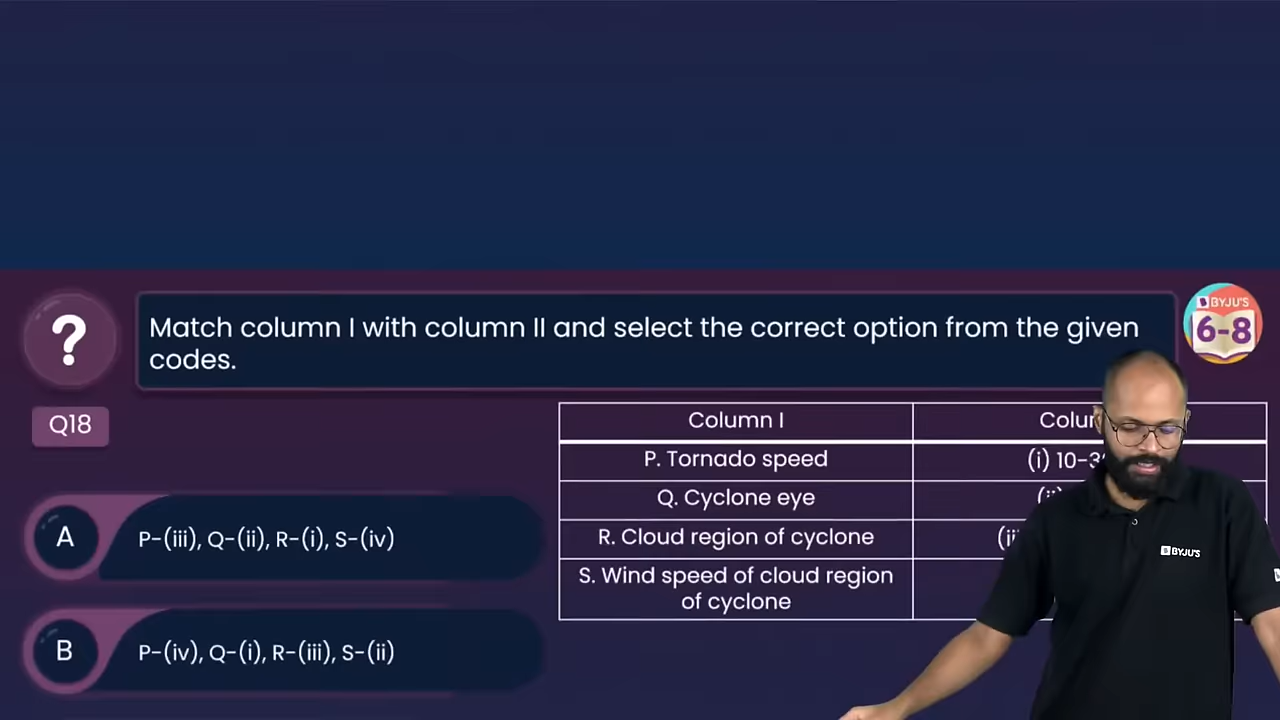 ?
Match column I with column II and select the correct option from the given
codes.
BYJU'S
6-8
Q18
Column I
P. Tornado speed
(i) 10-3
Q. Cyclone eye
R. Cloud region of cyclone
S. Wind speed of cloud region
of cyclone
A
P-(iii), Q-(ii), R-(i), S-(iv)
B
P-(iv), Q-(i), R-(iii), S-(ii)
BYJU'S